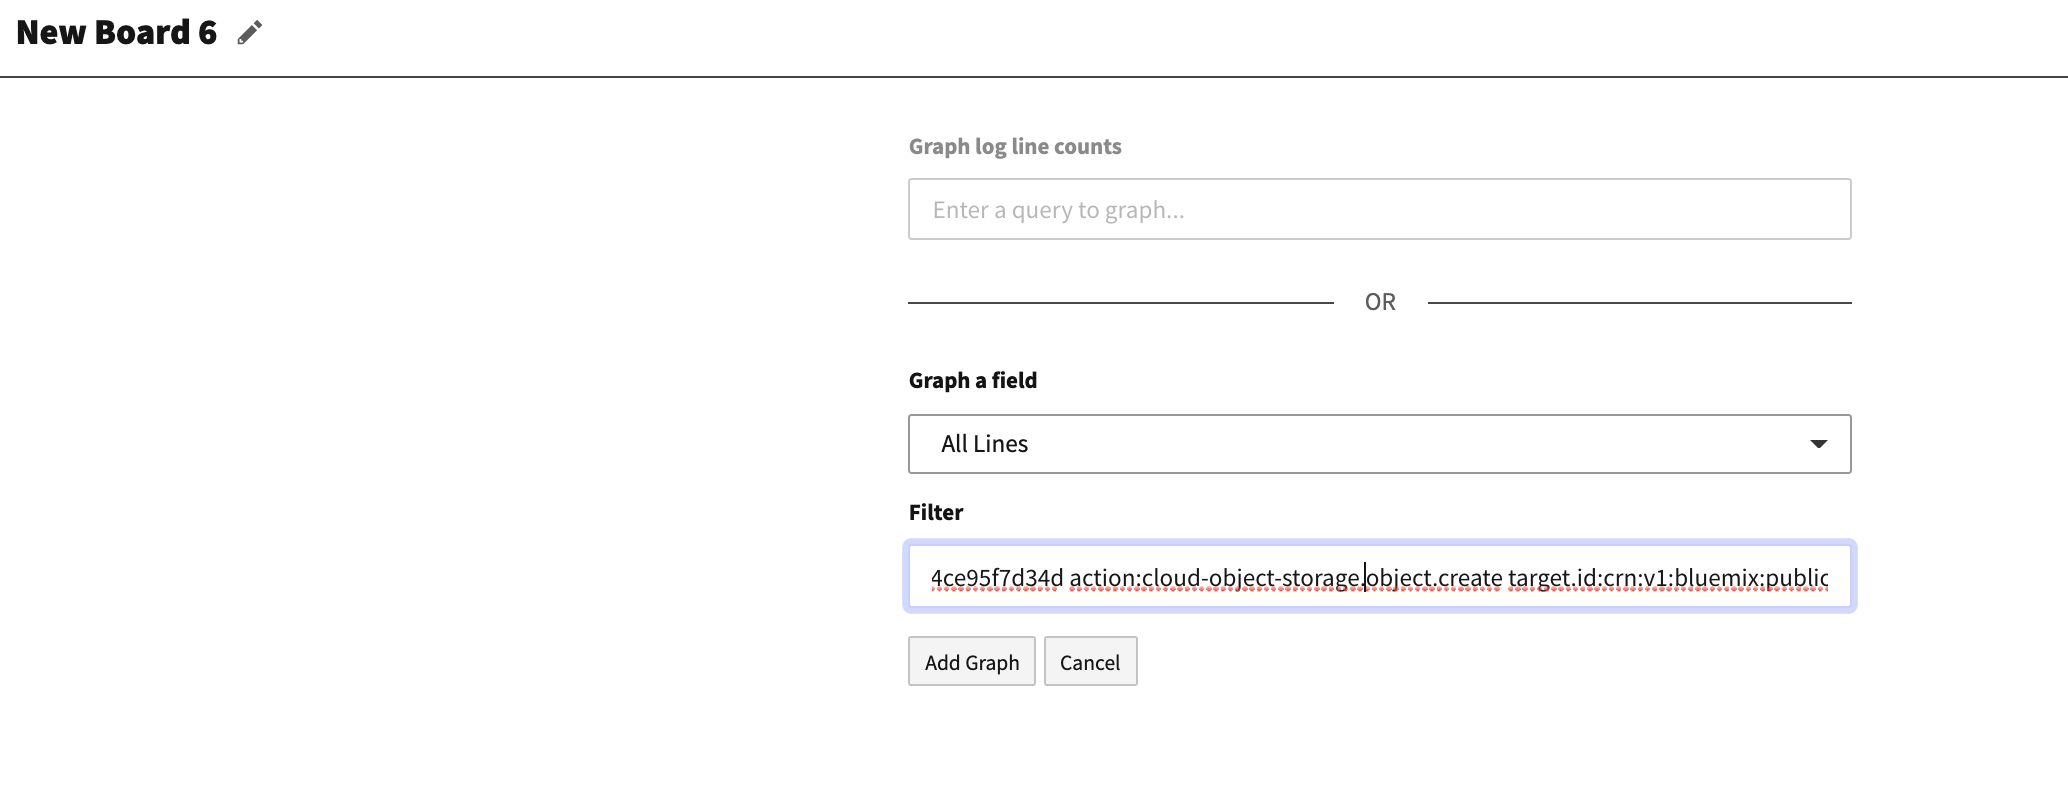 New Board 6
Graph log line counts
Enter a query to graph...
OR
Graph a field
All Lines
Filter
4ce95f7d34d action:cloud-object-storage.object.create target.id:crn:v1:bluemix:public
Add Graph
Cancel